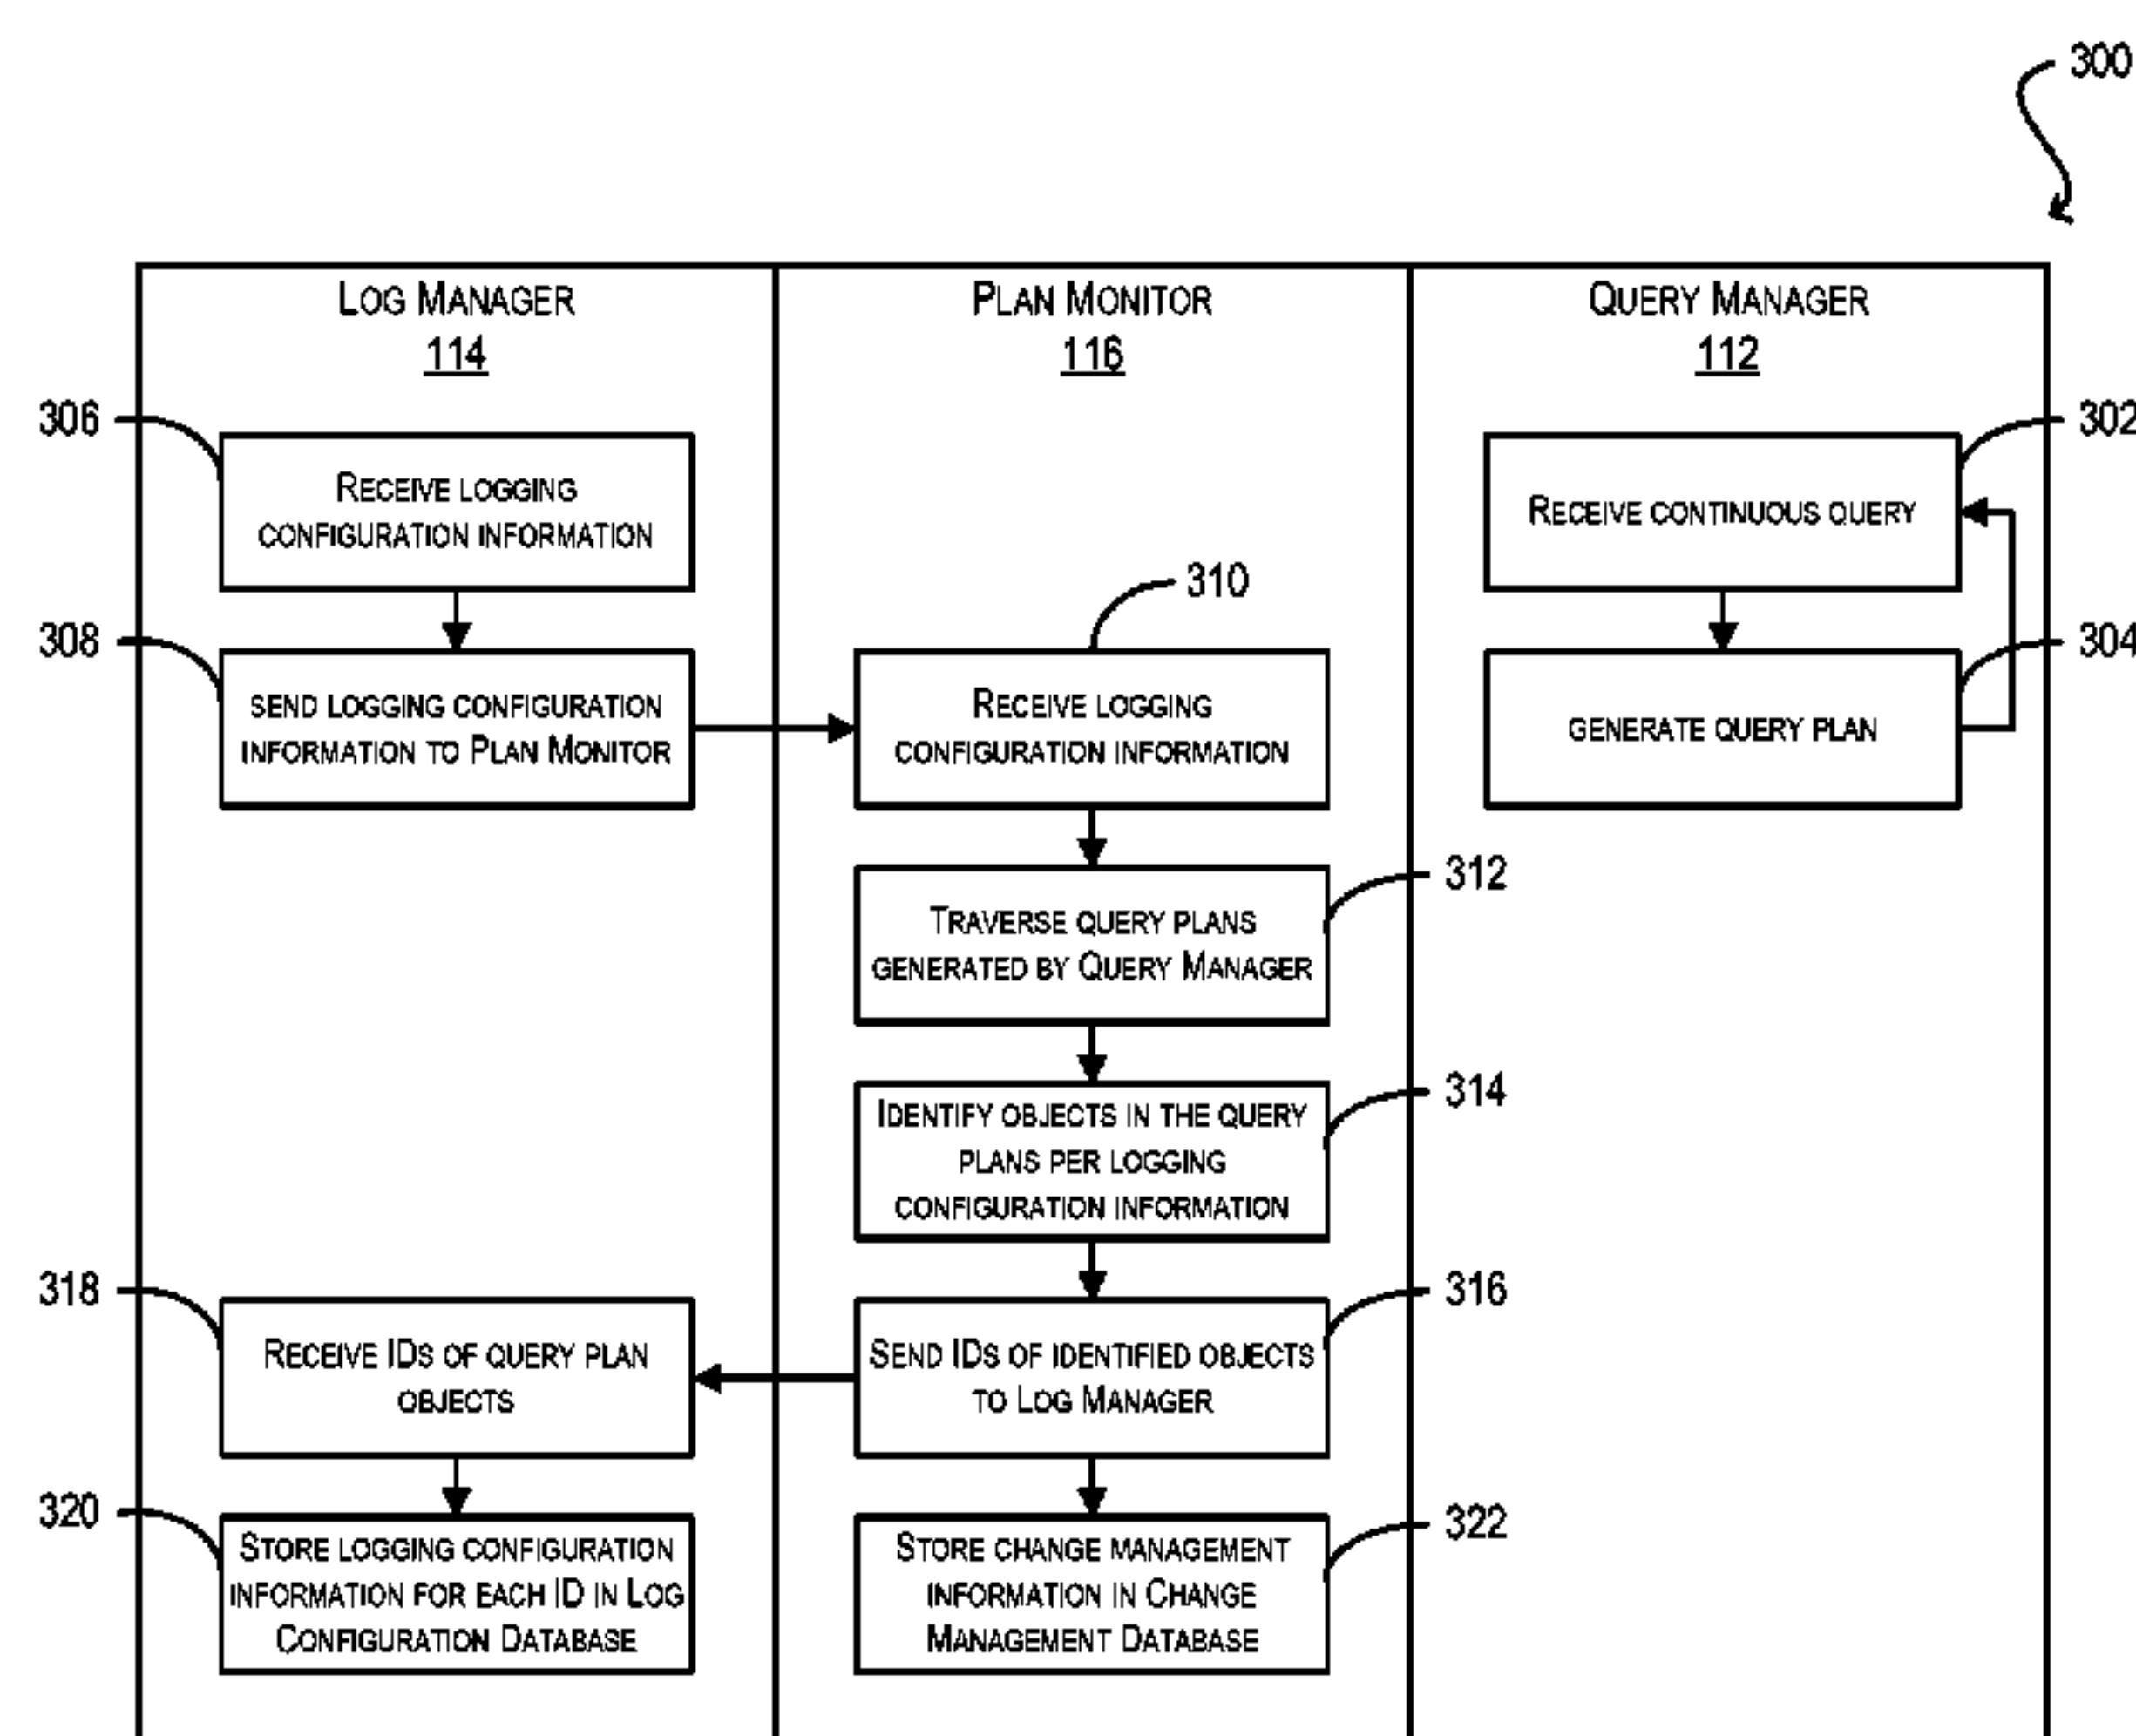 300
LOG MANAGER
114
PLAN MONITOR
116
QUERY MANAGER
112
306
RECEIVE LOGGING
CONFIGURATION INFORMATION
302
RECEIVE CONTINUOUS QUERY
308
SEND LOGGING CONFIGURATION
INFORMATION TO PLAN MONITOR
310
RECEIVE LOGGING
CONFIGURATION INFORMATION
304
GENERATE QUERY PLAN
312
TRAVERSE QUERY PLANS
GENERATED BY QUERY MANAGER
314
IDENTIFY OBJECTS IN THE QUERY
PLANS PER LOGGING
CONFIGURATION INFORMATION
318
RECEIVE IDS OF QUERY PLAN
OBJECTS
316
SEND IDS OF IDENTIFIED OBJECTS
TO LOG MANAGER
320
STORE LOGGING CONFIGURATION
INFORMATION FOR EACH ID IN LOG
CONFIGURATION DATABASE
322
STORE CHANGE MANAGEMENT
INFORMATION IN CHANGE
MANAGEMENT DATABASE